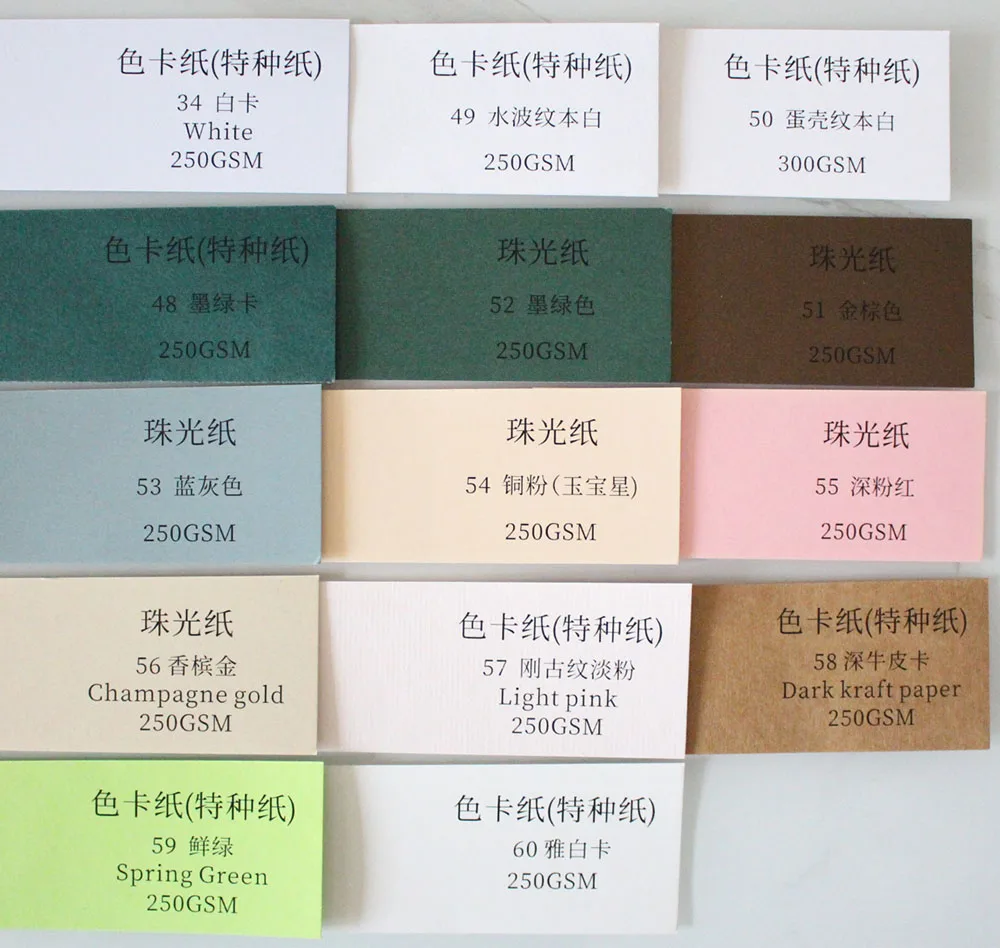 色卡纸(特种纸)
34 白卡
White
250GSM
色卡纸(特种纸)
49 水波纹本白
250GSM
色卡纸(特种纸)
50 蛋壳纹本白
300GSM
色卡纸(特种纸)
48 墨绿卡
250GSM
珠光纸
52 墨绿色
250GSM
珠光纸
51 金棕色
250GSM
珠光纸
53 蓝灰色
250GSM
珠光纸
54 铜粉(玉宝星)
250GSM
珠光纸
55 深粉红
250GSM
珠光纸
56 香槟金
Champagne gold
250GSM
色卡纸(特种纸)
57 刚古纹淡粉
Light pink
250GSM
色卡纸(特种纸)
58 深牛皮卡
Dark kraft paper
250GSM
色卡纸(特种纸)
59 鲜绿
Spring Green
250GSM
色卡纸(特种纸)
60 雅白卡
250GSM